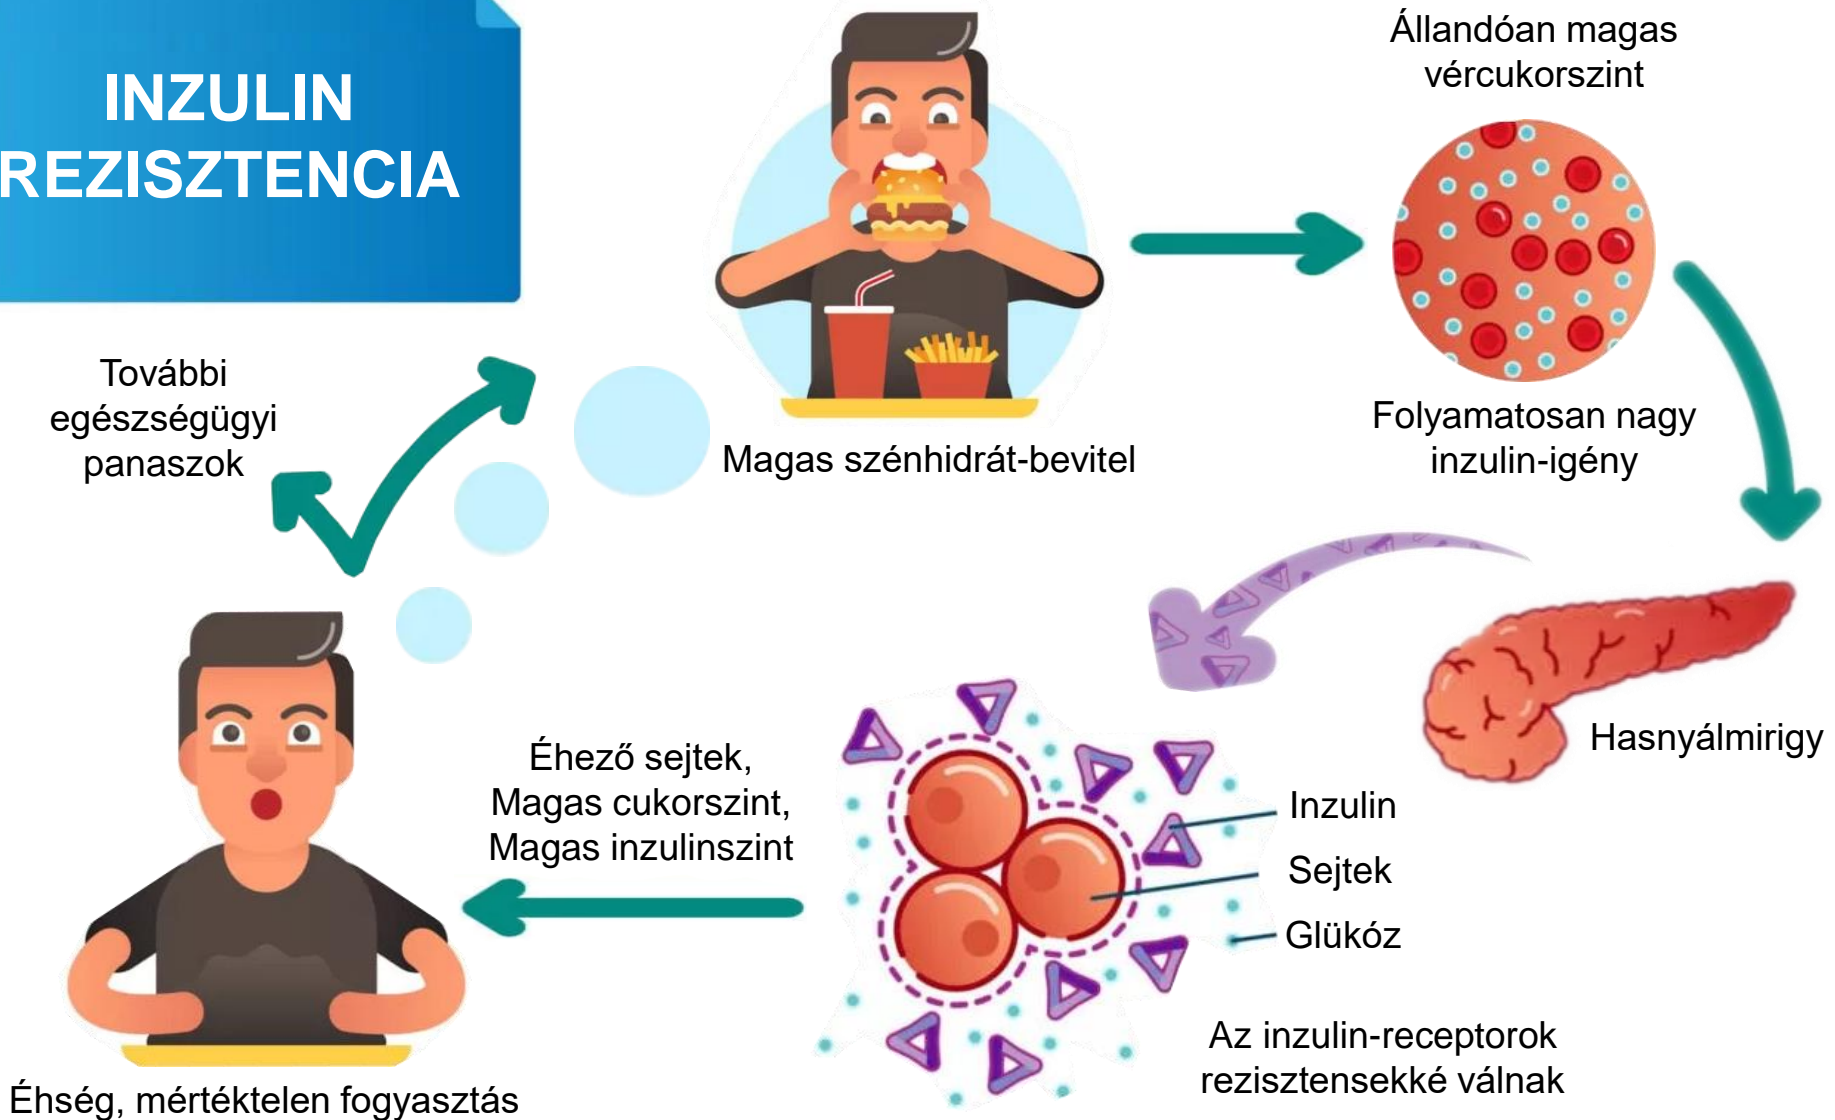 INZULIN
REZISZTENCIA
Állandóan magas
vércukorszint
További
egészségügyi
panaszok
Magas szénhidrát-bevitel
Folyamatosan nagy
inzulin-igény
Hasnyálmirigy
Éhező sejtek,
Magas cukorszint,
Magas inzulinszint
Inzulin
Sejtek
Glükóz
Az inzulin-receptorok
rezisztensekké válnak
Éhség, mértéktelen fogyasztás